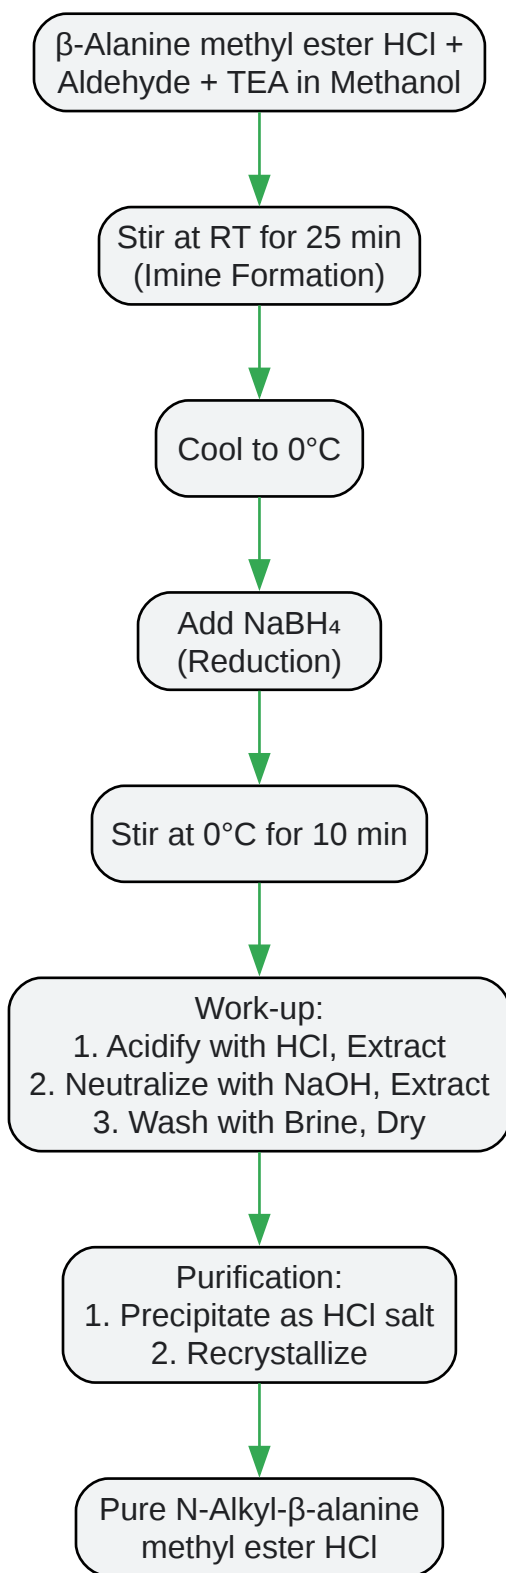 β-Alanine methyl ester HCl +
Aldehyde + TEA in Methanol
Stir at RT for 25 min
(Imine Formation)
Cool to 0°C
Add NaBH₄
(Reduction)
Stir at 0°C for 10 min
Work-up:
1. Acidify with HCl, Extract
2. Neutralize with NaOH, Extract
3. Wash with Brine, Dry
Purification:
1. Precipitate as HCl salt
2. Recrystallize
Pure N-Alkyl-β-alanine
methyl ester HCl